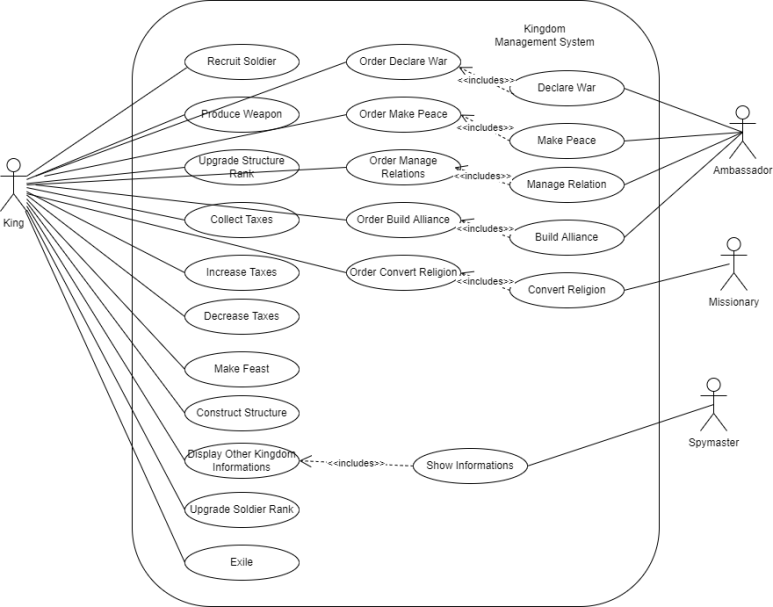 Kingdom
Management System
Recruit Soldier
Order Declare War
<<includes>>
Declare War
Produce Weapon
Order Make Peace
<<includes>>
Make Peace
Ambassador
Upgrade Structure
Rank
Order Manage
Relations
<<includes>>
Manage Relation
King
Collect Taxes
Order Build Alliance
<<includes>>
Build Alliance
Increase Taxes
Order Convert Religion
<<includes>>
Convert Religion
Missionary
Decrease Taxes
Make Feast
Construct Structure
Spymaster
Display Other Kingdom
Informations
<<includes>>
Show Informations
Upgrade Soldier Rank
Exile